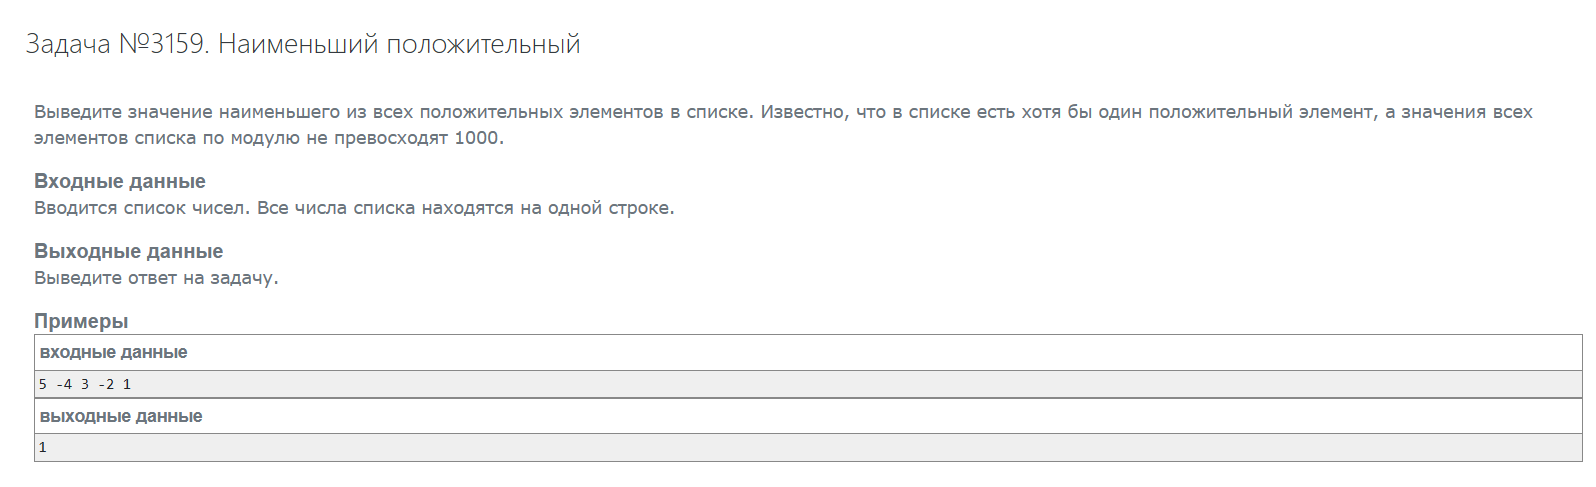 Задача №3159. Наименьший положительный
Выведите значение наименьшего из всех положительных элементов в списке. Известно, что в списке есть хотя бы один положительный элемент, а значения всех
элементов списка по модулю не превосходят 1000.
Входные данные
Вводится список чисел. Все числа списка находятся на одной строке.
Выходные данные
Выведите ответ на задачу.
Примеры
входные данные
5 -4 3 -2 1
выходные данные
1